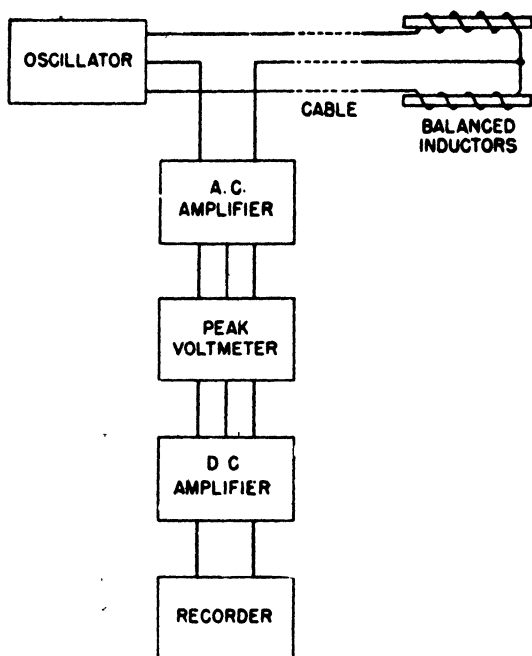 OSCILLATOR
CABLE
BALANCED
INDUCTORS
A.C.
AMPLIFIER
PEAK
VOLTMETER
D C
AMPLIFIER
RECORDER